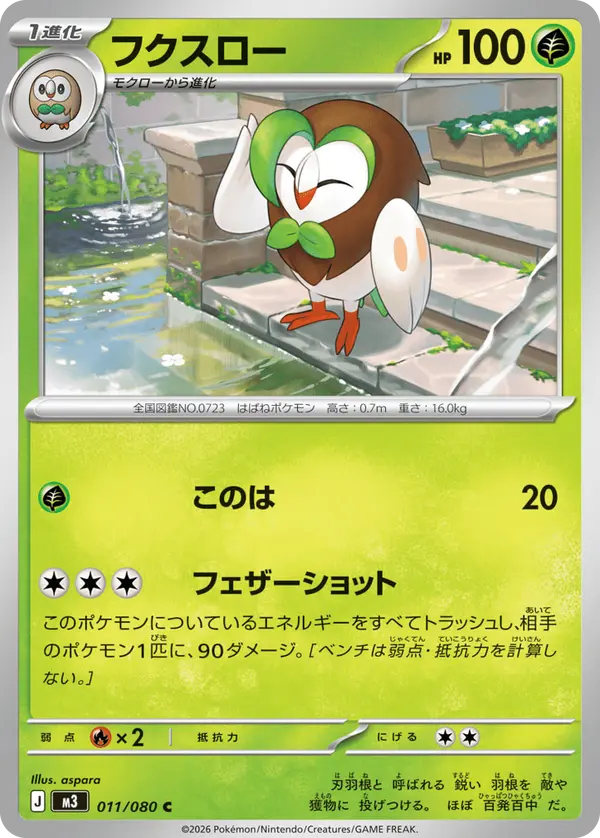 1進化
フクスロー
HP 100
モクローから進化
全国図鑑NO.0723 はばねポケモン 高さ:0.7m 重さ:16.0kg
このは 20
フェザーショット
このポケモンについているエネルギーをすべてトラッシュし、相手
のポケモン1匹に、90ダメージ。[ベンチは弱点・抵抗力を計算し
ない。]
弱点 ×2 抵抗力 にげる
Illus. aspara
J m3 011/080 C
刃羽根と 呼ばれる 鋭い 羽根を 敵や
獲物に 投げつける。 ほぼ 百発百中 だ。
©2026 Pokémon/Nintendo/Creatures/GAME FREAK.